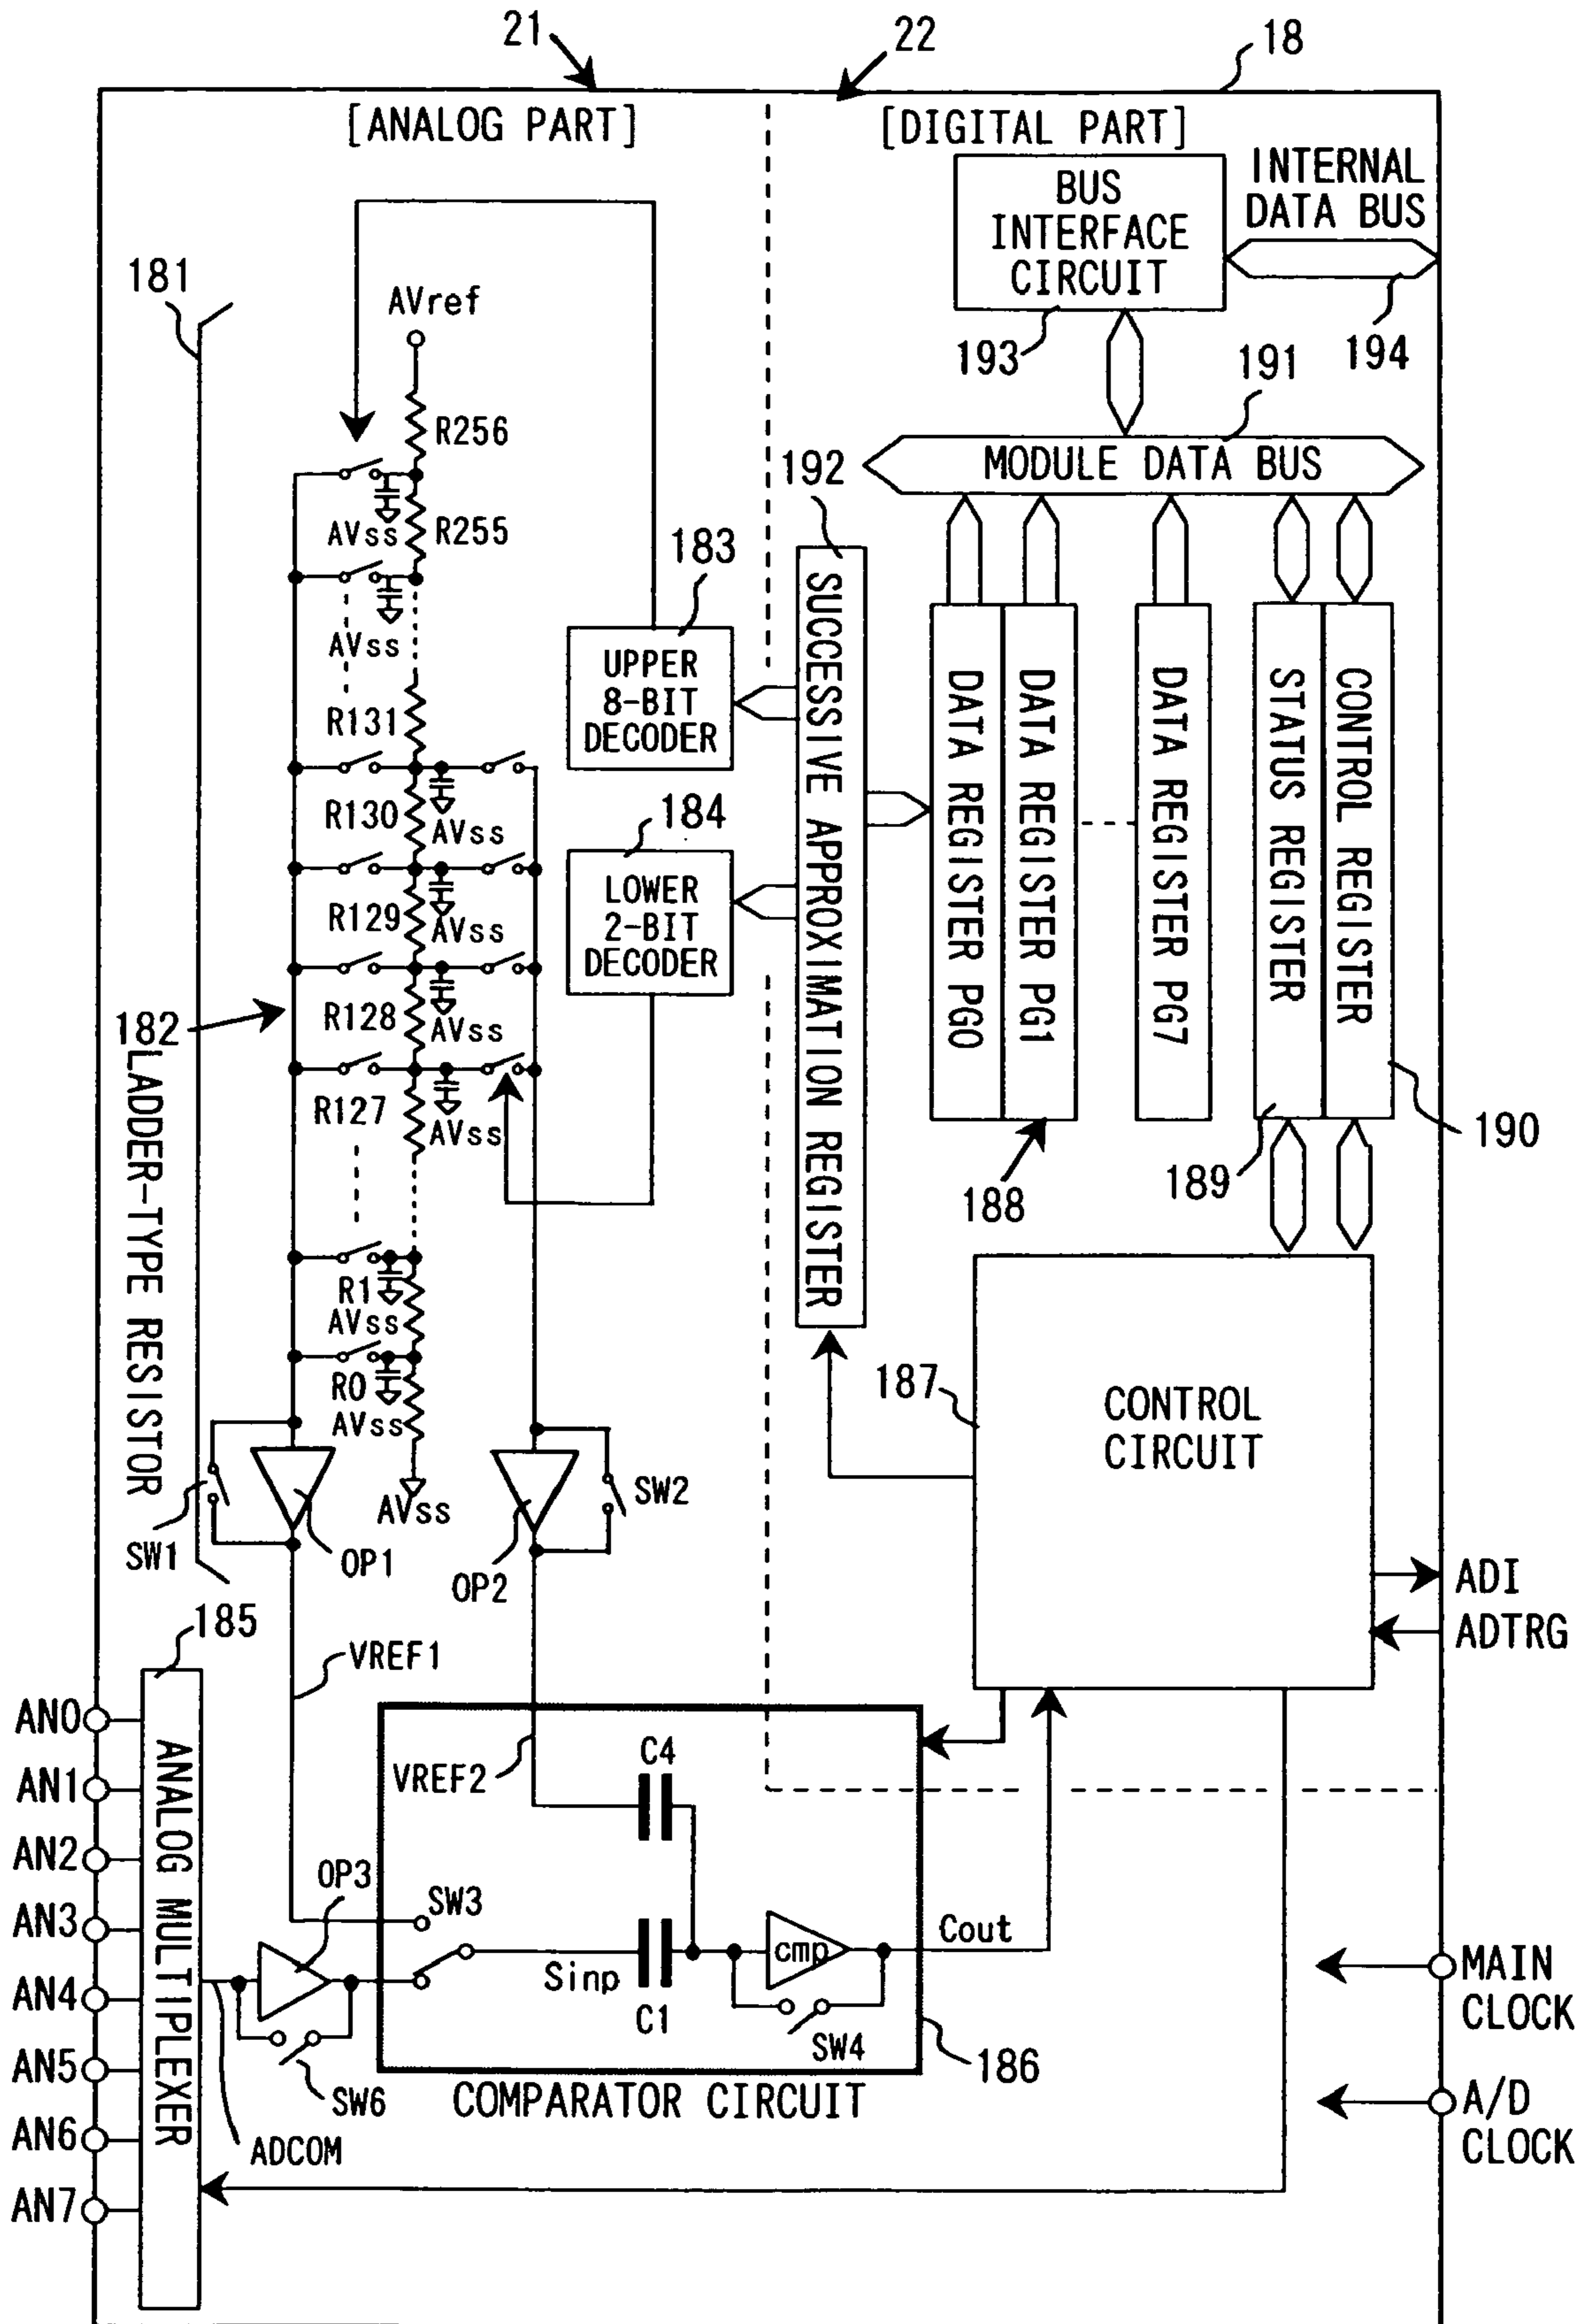 21
22
18
[ANALOG PART]
[DIGITAL PART]
BUS
INTERFACE
CIRCUIT
INTERNAL
DATA BUS
181
AVref
193
194
191
R256
MODULE DATA BUS
192
AVss
R255
183
AVss
UPPER
8-BIT
DECODER
SUCCESSIVE APPROXIMATION REGISTER
DATA REGISTER PG0
DATA REGISTER PG1
DATA REGISTER PG7
STATUS REGISTER
CONTROL REGISTER
R131
R130
AVss
184
LOWER
2-BIT
DECODER
R129
AVss
182
R128
AVss
LADDER-TYPE RESISTOR
R127
AVss
190
189
188
R1
AVss
R0
AVss
187
CONTROL
CIRCUIT
AVss
SW2
SW1
OP1
OP2
ADI
ADTRG
185
VREF1
AN0
AN1
AN2
AN3
AN4
AN5
AN6
AN7
ANALOG MULTIPLEXER
VREF2
C4
OP3
SW3
Cout
cmp
Sinp
C1
SW4
186
MAIN
CLOCK
SW6
COMPARATOR CIRCUIT
ADCOM
A/D
CLOCK